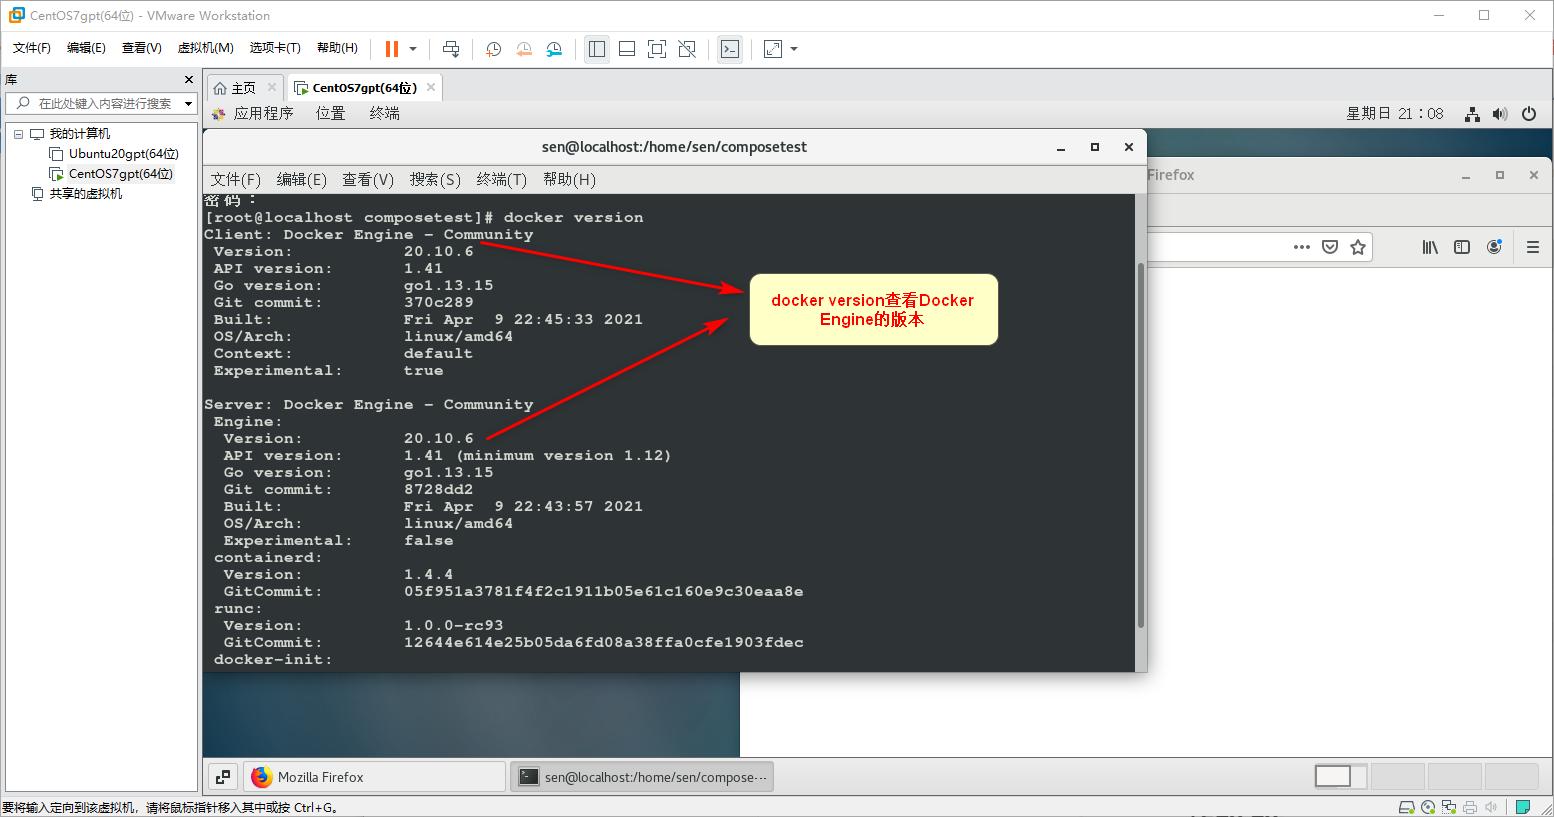 CentOS7gpt(64位) - VMware Workstation
文件(F) 编辑(E) 查看(V) 虚拟机(M) 选项卡(T) 帮助(H)
库
在此处键入内容进行搜索
我的计算机
Ubuntu20gpt(64位)
CentOS7gpt(64位)
共享的虚拟机
主页 CentOS7gpt(64位)
应用程序 位置 终端 星期日 21:08
sen@localhost:/home/sen/composetest
Firefox
文件(F) 编辑(E) 查看(V) 搜索(S) 终端(T) 帮助(H)
密码：
[root@localhost composetest]# docker version
Client: Docker Engine - Community
Version: 20.10.6
API version: 1.41
Go version: go1.13.15
Git commit: 370c289
Built: Fri Apr  9 22:45:33 2021
OS/Arch: linux/amd64
Context: default
Experimental: true
Server: Docker Engine - Community
Engine:
Version: 20.10.6
API version: 1.41 (minimum version 1.12)
Go version: go1.13.15
Git commit: 8728dd2
Built: Fri Apr  9 22:43:57 2021
OS/Arch: linux/amd64
Experimental: false
containerd:
Version: 1.4.4
GitCommit: 05f951a3781f4f2c1911b05e61c160e9c30eaa8e
runc:
Version: 1.0.0-rc93
GitCommit: 12644e614e25b05da6fd08a38ffa0cfe1903fdec
docker-init:
docker version查看Docker
Engine的版本
Mozilla Firefox
sen@localhost:/home/sen/compose···
要将输入定向到该虚拟机，请将鼠标指针移入其中或按 Ctrl+G。